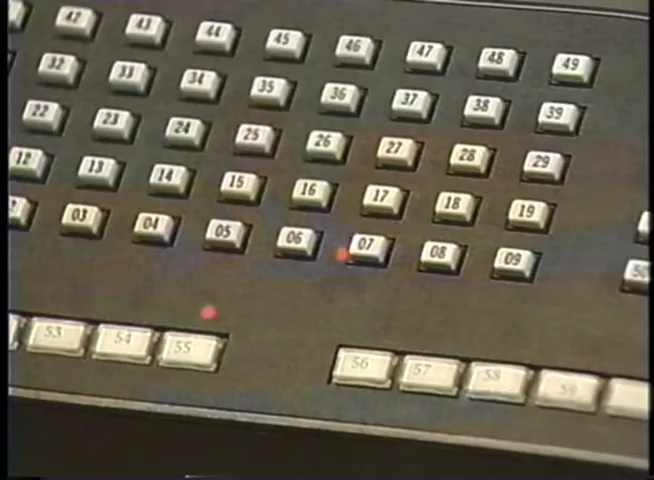 42 43 44 45 46 47 48 49
32 33 34 35 36 37 38 39
22 23 24 25 26 27 28 29
12 13 14 15 16 17 18 19
03 04 05 06 07 08 09
50
53 54 55 56 57 58 59